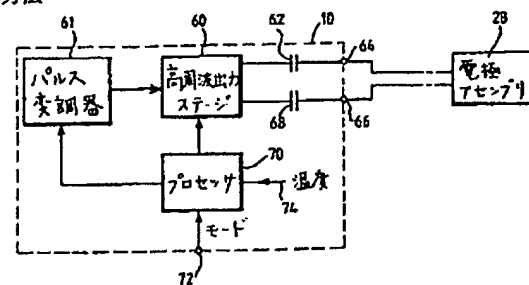 方法
61
60
62
10
64
28
パルス
変調器
高周波出力
ステージ
電極
アセンブリ
68
66
70
プロセッサ
温度
74
モード
72